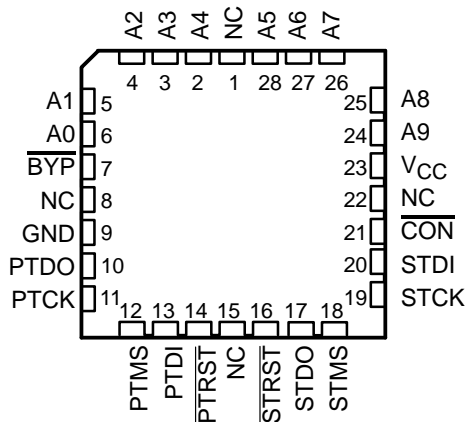 A2 A3 A4 NC A5 A6 A7
4 3 2 1 28 27 26
A1 5 25 A8
A0 6 24 A9
BYP 7 23 VCC
NC 8 22 NC
GND 9 21 CON
PTDO 10 20 STDI
PTCK 11 19 STCK
12 13 14 15 16 17 18
PTMS PTDI PTRST NC STRST STDO STMS